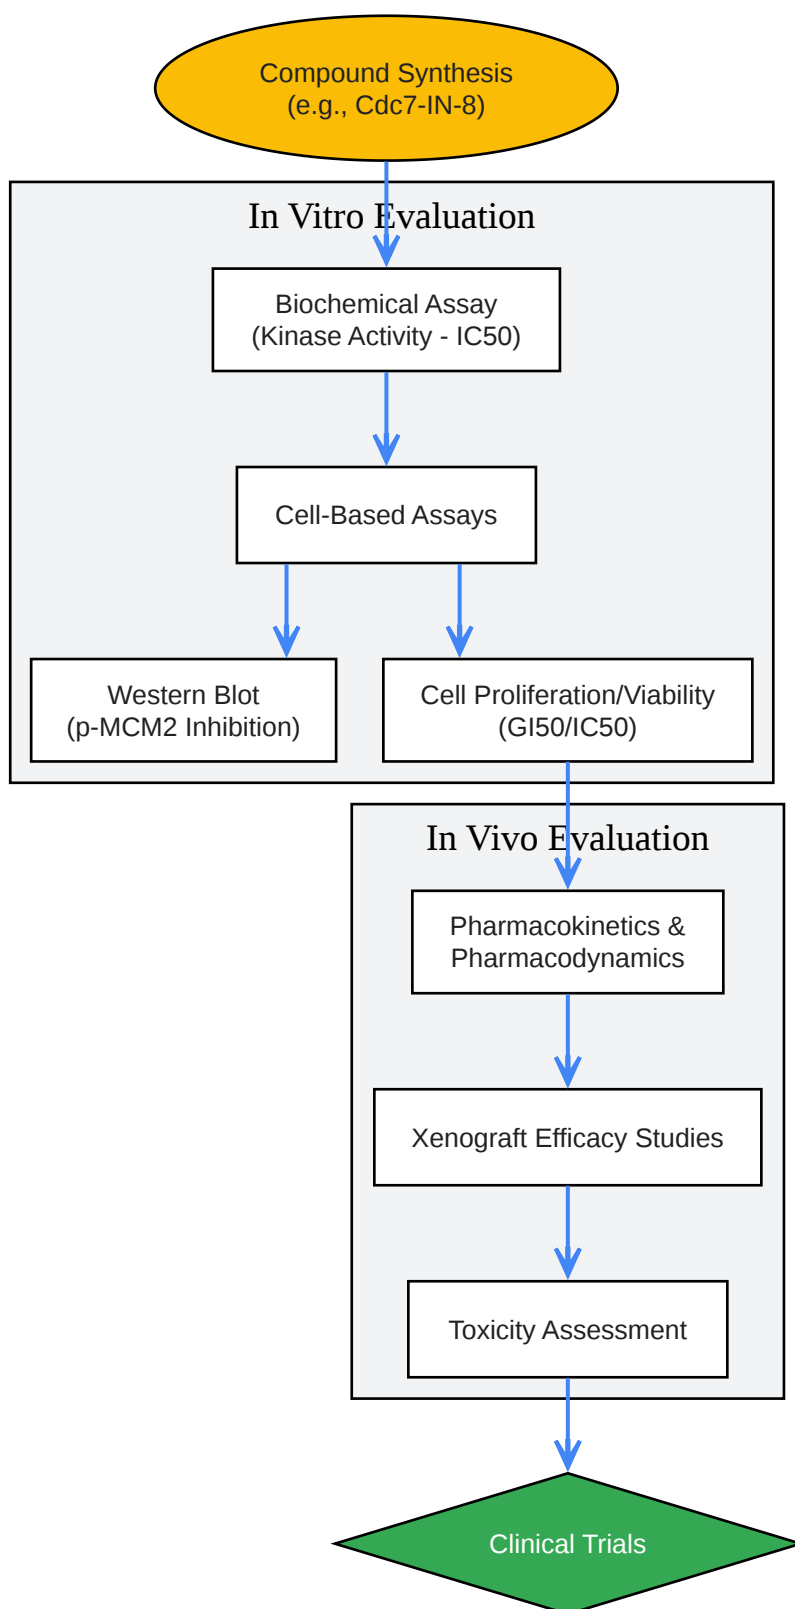 Compound Synthesis
(e.g., Cdc7-IN-8)
In Vitro Evaluation
Biochemical Assay
(Kinase Activity - IC50)
Cell-Based Assays
Western Blot
(p-MCM2 Inhibition)
Cell Proliferation/Viability
(GI50/IC50)
In Vivo Evaluation
Pharmacokinetics &
Pharmacodynamics
Xenograft Efficacy Studies
Toxicity Assessment
Clinical Trials